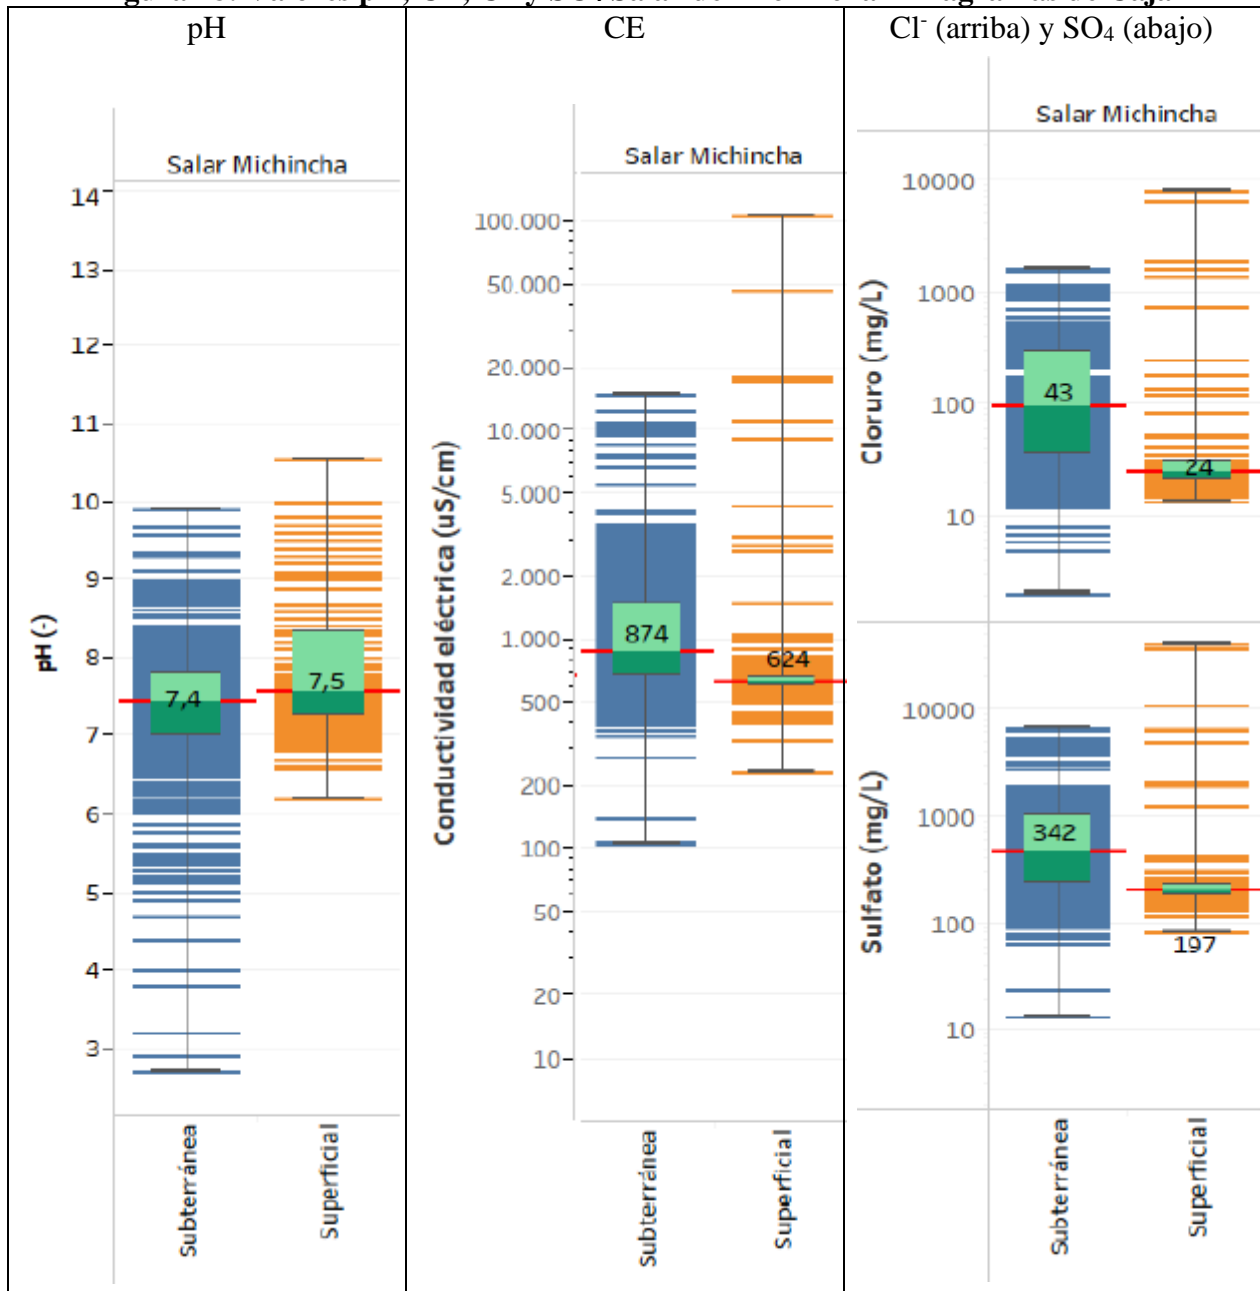 pH
CE
Cl⁻ (arriba) y SO₄ (abajo)
Salar Michincha
pH (-)
14
13
12
11
10
9
8
7
6
5
4
3
7,4
7,5
Subterránea
Superficial
Salar Michincha
Conductividad eléctrica (uS/cm)
100.000
50.000
20.000
10.000
5.000
2.000
1.000
500
200
100
50
20
10
874
624
Subterránea
Superficial
Salar Michincha
Cloruro (mg/L)
10000
1000
100
10
43
24
Sulfato (mg/L)
10000
1000
100
10
342
197
Subterránea
Superficial